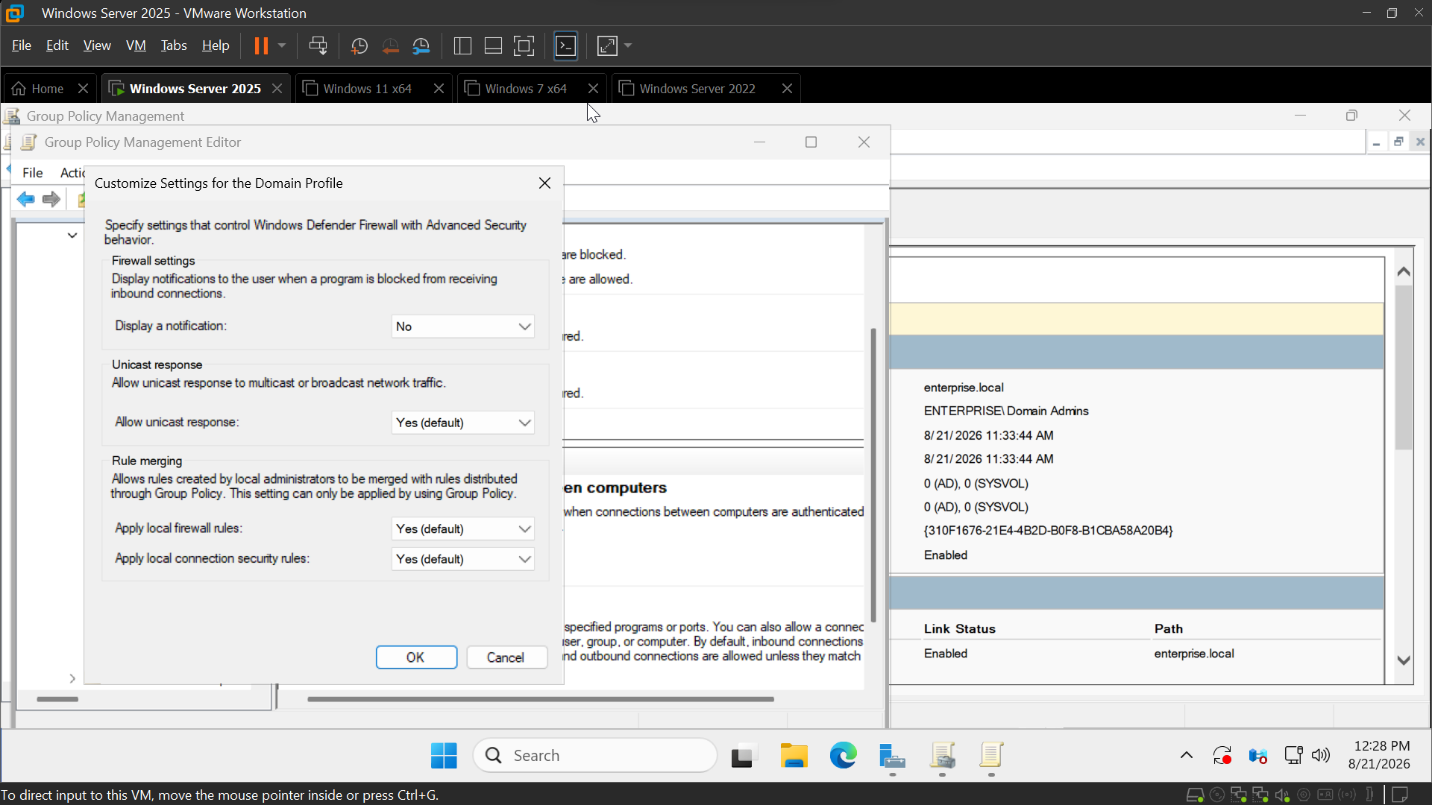 Windows Server 2025 - VMware Workstation
File Edit View VM Tabs Help
Home
Windows Server 2025
Windows 11 x64
Windows 7 x64
Windows Server 2022
Group Policy Management
Group Policy Management Editor
File
Customize Settings for the Domain Profile
Specify settings that control Windows Defender Firewall with Advanced Security
behavior.
Firewall settings
Display notifications to the user when a program is blocked from receiving
inbound connections.
Display a notification: No
Unicast response
Allow unicast response to multicast or broadcast network traffic.
Allow unicast response: Yes (default)
Rule merging
Allows rules created by local administrators to be merged with rules distributed
through Group Policy. This setting can only be applied by using Group Policy.
Apply local firewall rules: Yes (default)
Apply local connection security rules: Yes (default)
OK Cancel
are blocked.
are allowed.
computers
when connections between computers are authenticated
specified programs or ports. You can also allow a
group, or computer. By default, inbound connections
outbound connections are allowed unless they match
enterprise.local
ENTERPRISE\Domain Admins
8/21/2026 11:33:44 AM
8/21/2026 11:33:44 AM
0 (AD), 0 (SYSVOL)
0 (AD), 0 (SYSVOL)
{310F1676-21E4-4B2D-B0F8-B1CBA58A20B4}
Enabled
Link Status Path
Enabled enterprise.local
Search
12:28 PM
8/21/2026
To direct input to this VM, move the mouse pointer inside or press Ctrl+G.